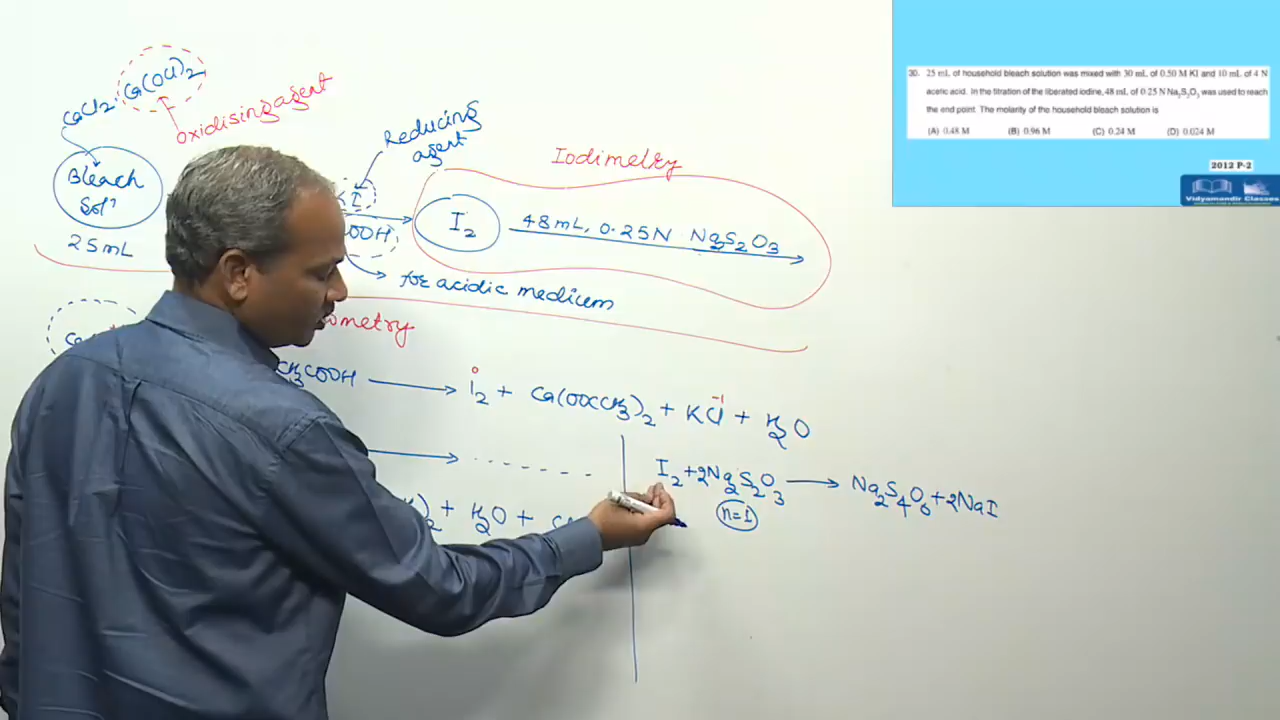 CaCl2. Ca(OCl)2
Oxidising agent
Bleach
Sol?
25mL
Reducing
agent
KI
I2
48mL, 0.25N Na2S2O3
Iodimetry
for acidic medium
CH3COOH → I2 + Ca(OOCCH3)2 + KCl + H2O
0
-1
I2 + 2Na2S2O3 → Na2S4O6 + 2NaI
n=1
+ H2O +
30. 25 mL of household bleach solution was mixed with 30 mL of 0.50 M KI and 10 mL of 4 N
acetic acid. In the titration of the liberated iodine, 48 mL of 0.25 N Na2S2O3 was used to reach
the end point. The molarity of the household bleach solution is
(A) 0.48 M (B) 0.96 M (C) 0.24 M (D) 0.024 M
2012 P-2
Vidyamandir Classes